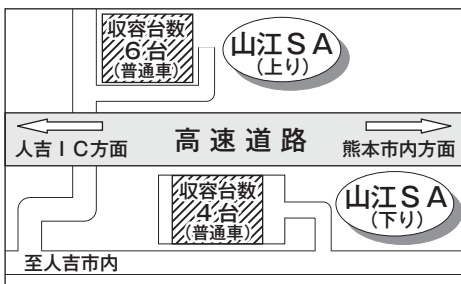 収容台数
6台
(普通車)
山江SA
(上り)
人吉IC方面
高速道路
熊本市内方面
収容台数
4台
(普通車)
山江SA
(下り)
至人吉市内